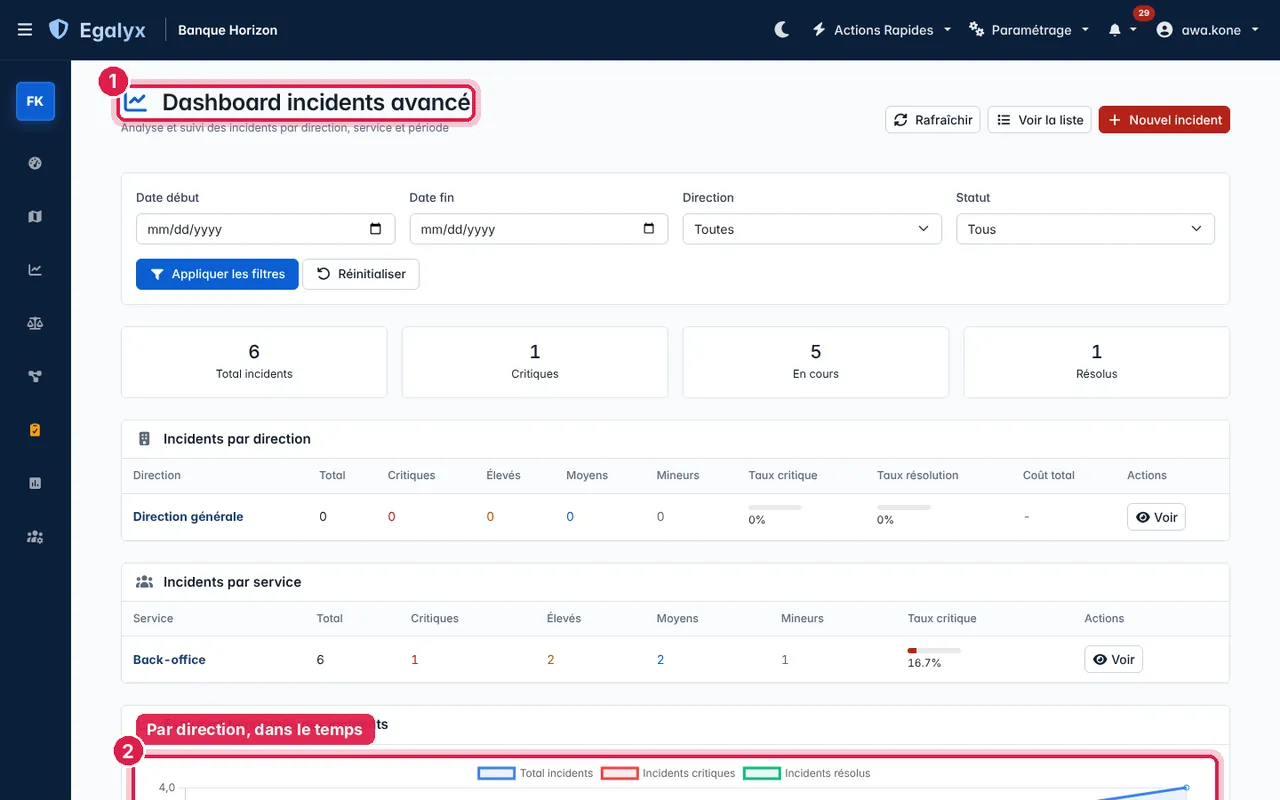 Egalyx
Banque Horizon
Actions Rapides
Paramétrage
29
awa.kone
FK
1
Dashboard incidents avancé
Analyse et suivi des incidents par direction, service et période
Rafraîchir
Voir la liste
Nouvel incident
Date début
Date fin
Direction
Statut
mm/dd/yyyy
mm/dd/yyyy
Toutes
Tous
Appliquer les filtres
Réinitialiser
6
Total incidents
1
Critiques
5
En cours
1
Résolus
Incidents par direction
Direction Total Critiques Élevés Moyens Mineurs Taux critique Taux résolution Coût total Actions
Direction générale 0 0 0 0 0 0% 0% - Voir
Incidents par service
Service Total Critiques Élevés Moyens Mineurs Taux critique Actions
Back-office 6 1 2 2 1 16.7% Voir
Par direction, dans le temps
2
Total incidents Incidents critiques Incidents résolus
4,0